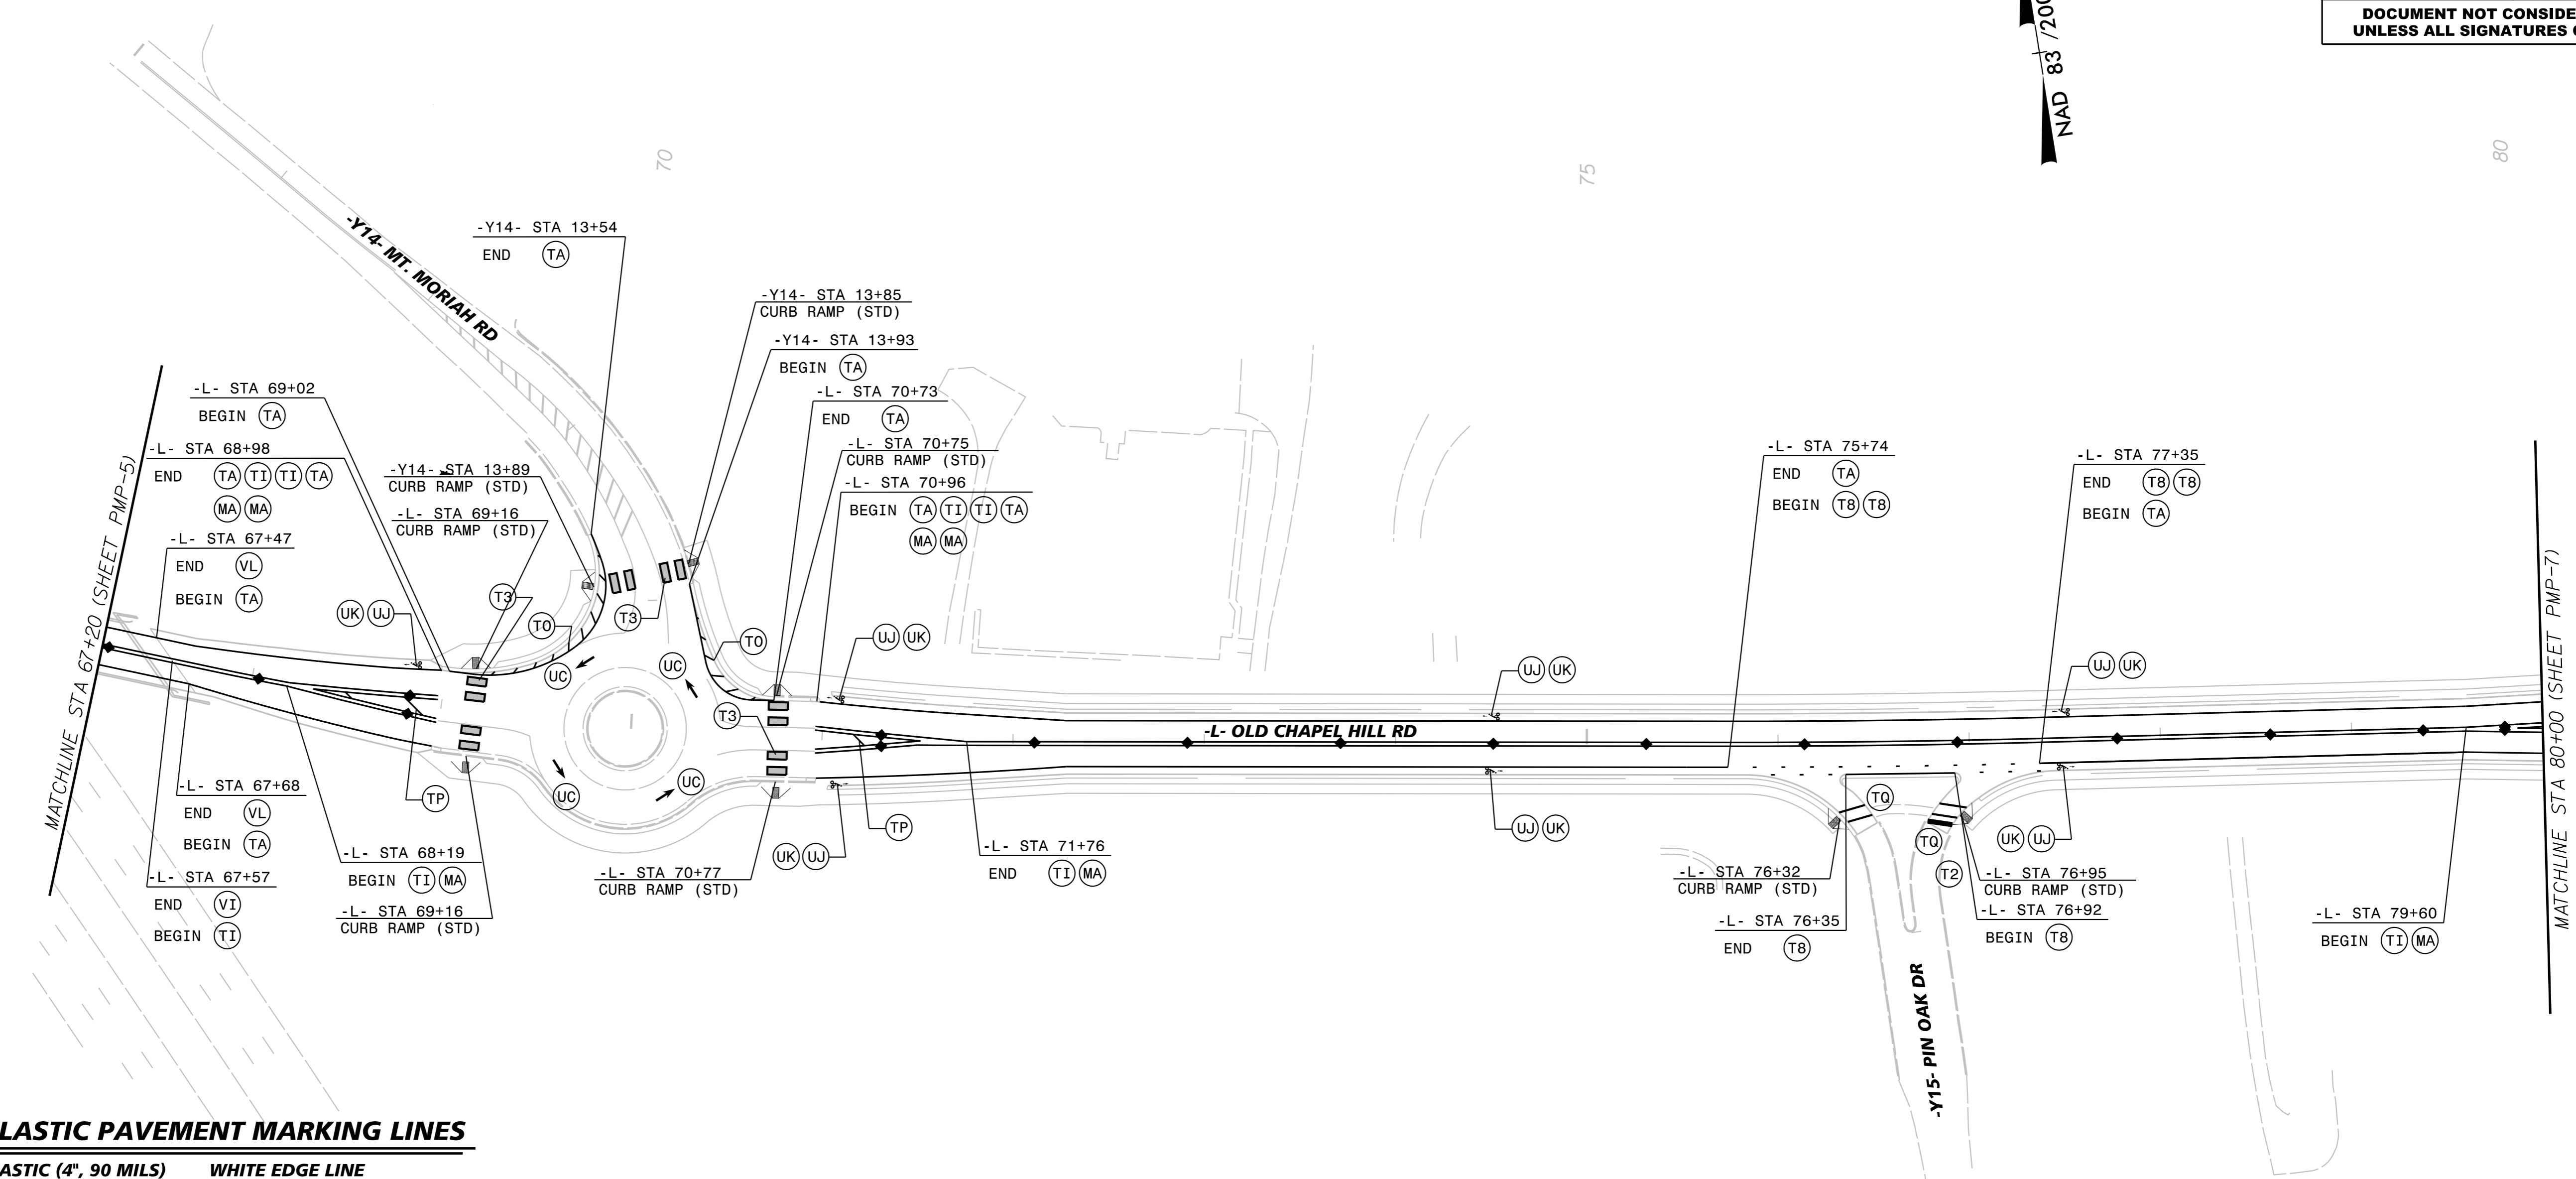 DOCUMENT NOT CONSIDE
UNLESS ALL SIGNATURES
NAD 83 /200
70
75
80
-Y14- MT. MORIAH RD
-Y14- STA 13+54
END TA
-Y14- STA 13+85
CURB RAMP (STD)
-Y14- STA 13+93
BEGIN TA
-L- STA 70+73
END TA
-L- STA 70+75
CURB RAMP (STD)
-L- STA 70+96
BEGIN TA TI TI TA
MA MA
-L- STA 69+02
BEGIN TA
-L- STA 68+98
END TA TI TI TA
MA MA
-L- STA 67+47
END VL
BEGIN TA
-Y14- STA 13+89
CURB RAMP (STD)
-L- STA 69+16
CURB RAMP (STD)
MATCHLINE STA 67+20 (SHEET PMP-5)
UK UJ
T3
TO
T3
TO
UC
UC
T3
UC
UC
UJ UK
-L- OLD CHAPEL HILL RD
UJ UK
-L- STA 75+74
END TA
BEGIN T8 T8
-L- STA 77+35
END T8 T8
BEGIN TA
UJ UK
MATCHLINE STA 80+00 (SHEET PMP-7)
-L- STA 67+68
END VL
BEGIN TA
-L- STA 67+57
END VI
BEGIN TI
-L- STA 68+19
BEGIN TI MA
-L- STA 69+16
CURB RAMP (STD)
TP
-L- STA 70+77
CURB RAMP (STD)
UK UJ
TP
-L- STA 71+76
END TI MA
UJ UK
TQ
TQ
T2
UK UJ
-L- STA 76+32
CURB RAMP (STD)
-L- STA 76+35
END T8
-L- STA 76+95
CURB RAMP (STD)
-L- STA 76+92
BEGIN T8
-L- STA 79+60
BEGIN TI MA
-Y15- PIN OAK DR
LASTIC PAVEMENT MARKING LINES
ASTIC (4", 90 MILS) WHITE EDGE LINE